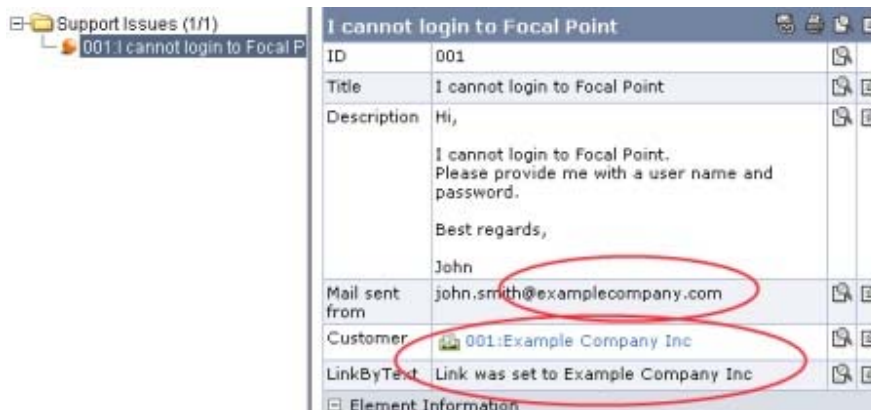 Support Issues (1/1)
001:I cannot login to Focal P
I cannot login to Focal Point
ID 001
Title I cannot login to Focal Point
Description Hi,
I cannot login to Focal Point.
Please provide me with a user name and
password.
Best regards,
John
Mail sent from john.smith@examplecompany.com
Customer 001:Example Company Inc
LinkByText Link was set to Example Company Inc
Element Information